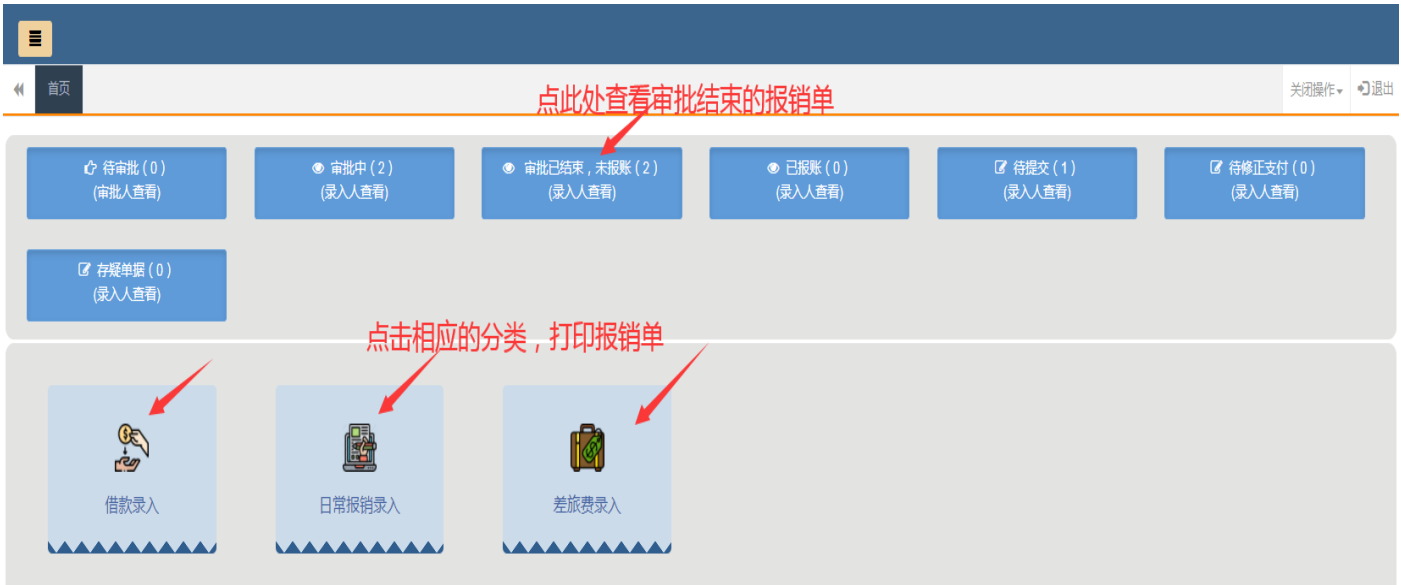 首页
关闭操作
退出
点此处查看审批结束的报销单
待审批 ( 0 )
(审批人查看)
审批中 ( 2 )
(录入人查看)
审批已结束 , 未报账 ( 2 )
(录入人查看)
已报账 ( 0 )
(录入人查看)
待提交 ( 1 )
(录入人查看)
待修正支付 ( 0 )
(录入人查看)
存疑单据 ( 0 )
(录入人查看)
点击相应的分类 , 打印报销单
借款录入
日常报销录入
差旅费录入